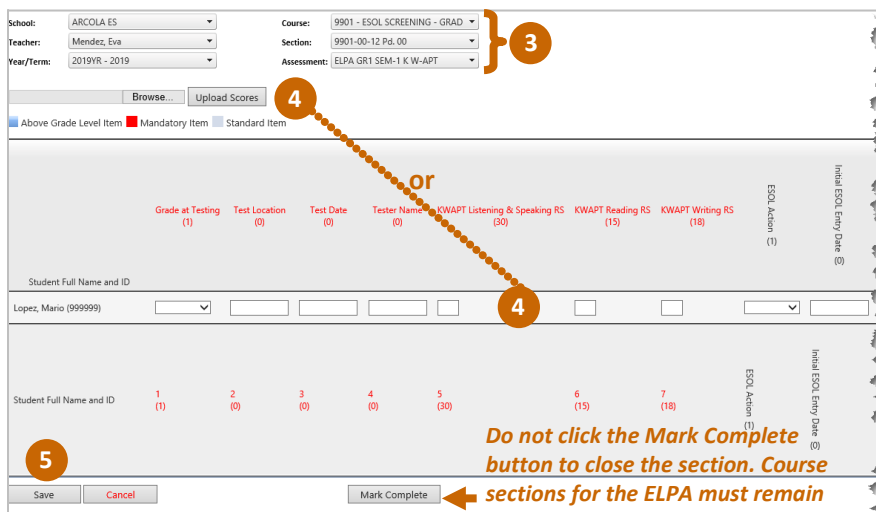 School: ARCOLA ES Course: 9901 - ESOL SCREENING - GRAD
Teacher: Mendez, Eva Section: 9901-00-12 Pd. 00
Year/Term: 2019YR - 2019 Assessment: ELPA GR1 SEM-1 K W-APT
3
Browse... Upload Scores 4
Above Grade Level Item Mandatory Item Standard Item
or
Grade at Testing (1) Test Location (0) Test Date (0) Tester Name (0) KWAPT Listening & Speaking RS (30) KWAPT Reading RS (15) KWAPT Writing RS (18) ESOL Action (1) Initial ESOL Entry Date (0)
Student Full Name and ID
Lopez, Mario (999999) 4
Student Full Name and ID 1 (1) 2 (0) 3 (0) 4 (0) 5 (30) 6 (15) 7 (18) ESOL Action (1) Initial ESOL Entry Date (0)
Do not click the Mark Complete
button to close the section. Course
sections for the ELPA must remain
5
Save Cancel Mark Complete